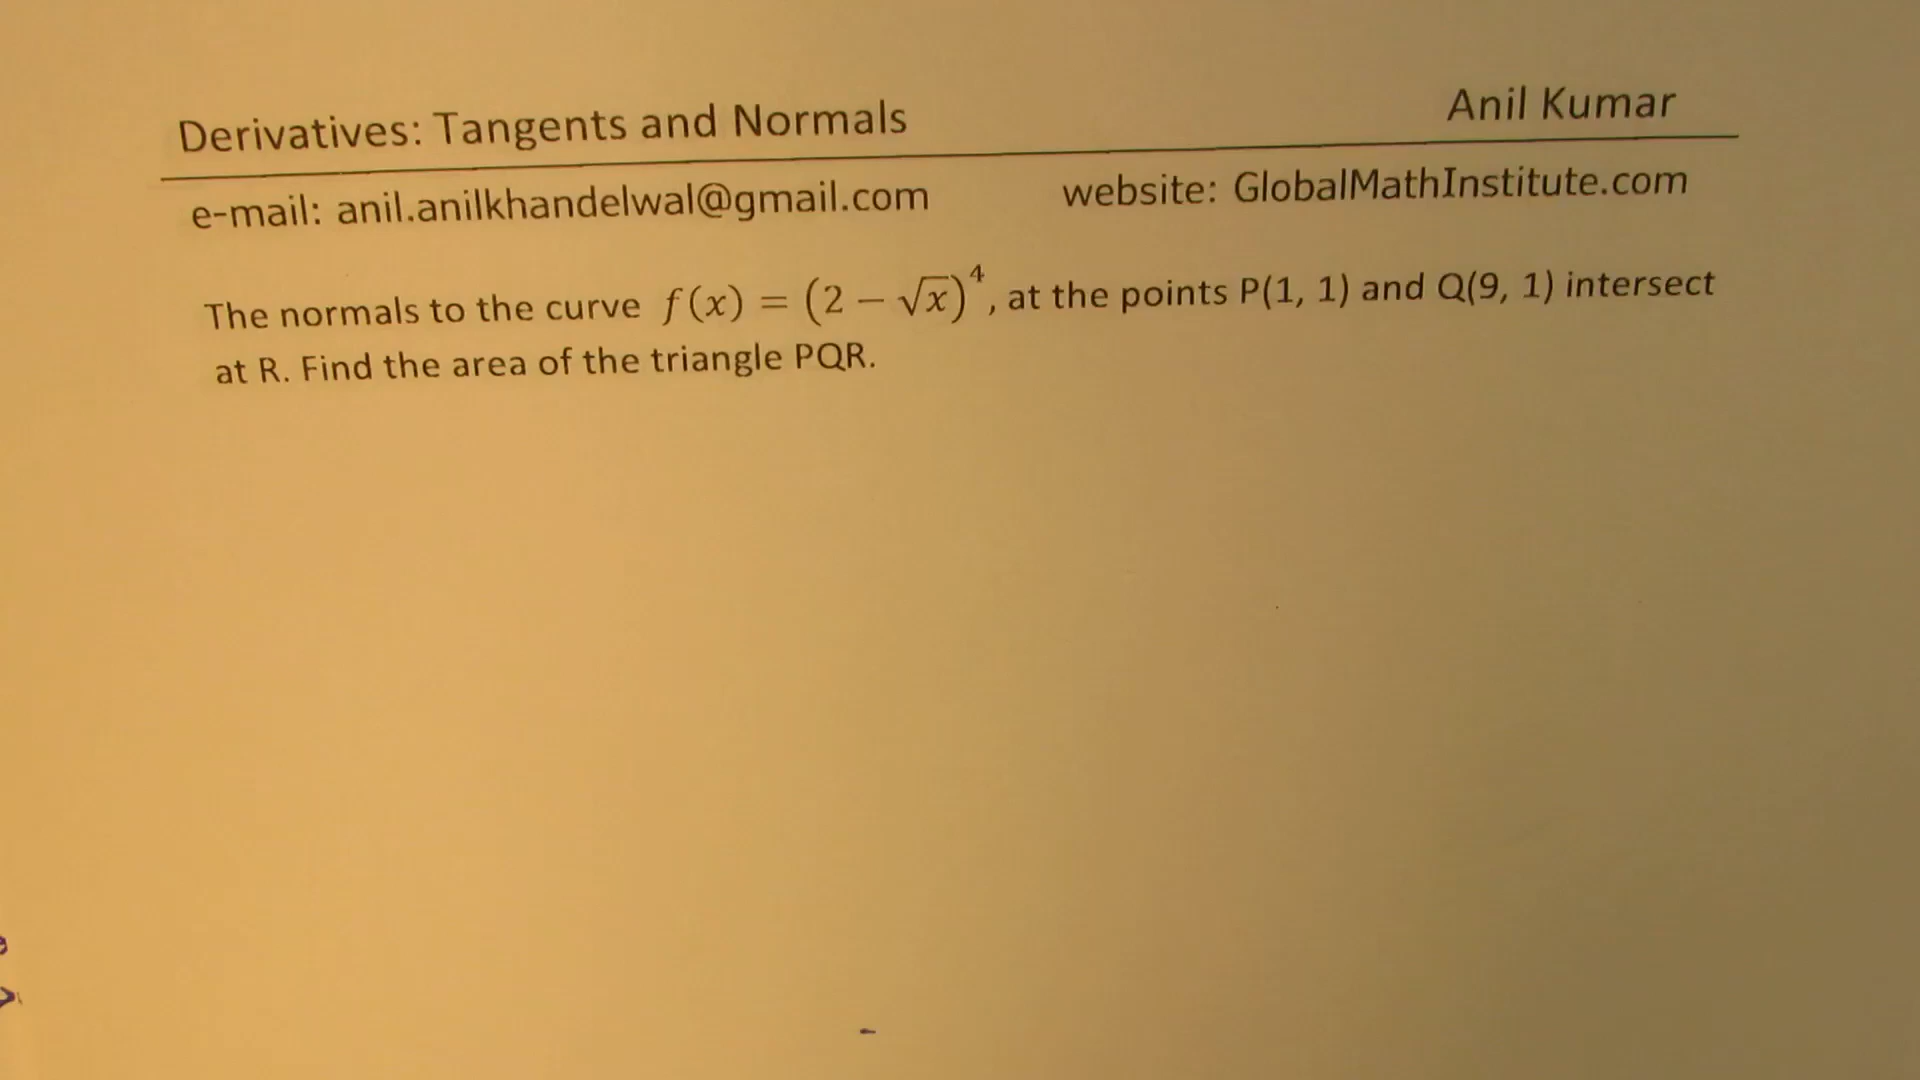 Derivatives: Tangents and Normals Anil Kumar
e-mail: anil.anilkhandelwal@gmail.com website: GlobalMathInstitute.com
The normals to the curve f(x) = (2 − √x)⁴, at the points P(1, 1) and Q(9, 1) intersect
at R. Find the area of the triangle PQR.